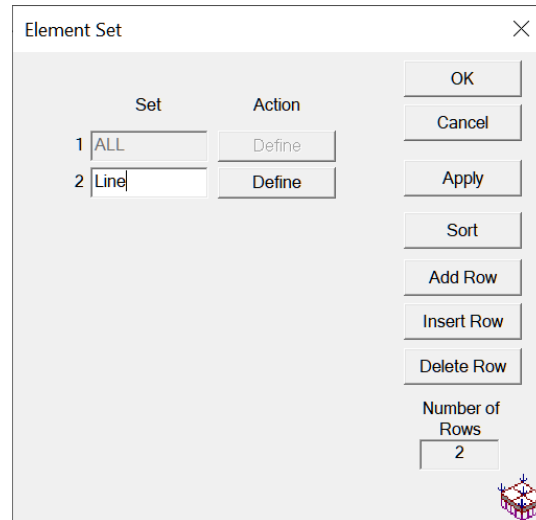 Element Set
Set Action
1 ALL Define
2 Line Define
OK
Cancel
Apply
Sort
Add Row
Insert Row
Delete Row
Number of
Rows
2